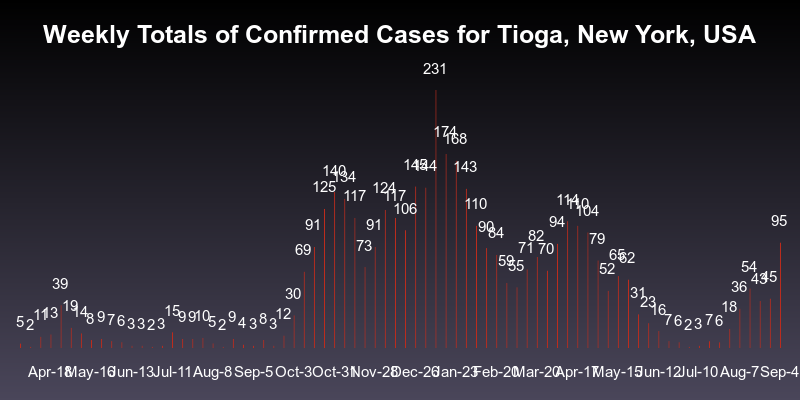 Weekly Totals of Confirmed Cases for Tioga, New York, USA
5 2 11 13 39 19 14 8 9 7 6 3 3 2 3 15 9 9 10 5 2 9 4 3 8 3 12 30 69 91 125 140 134 117 73 91 124 117 106 145 144 231 174 168 143 110 90 84 59 55 71 82 70 94 114 110 104 79 52 65 62 31 23 16 7 6 2 3 7 6 18 36 54 43 45 95
Apr-18 May-16 Jun-13 Jul-11 Aug-8 Sep-5 Oct-3 Oct-31 Nov-28 Dec-26 Jan-23 Feb-20 Mar-20 Apr-17 May-15 Jun-12 Jul-10 Aug-7 Sep-4